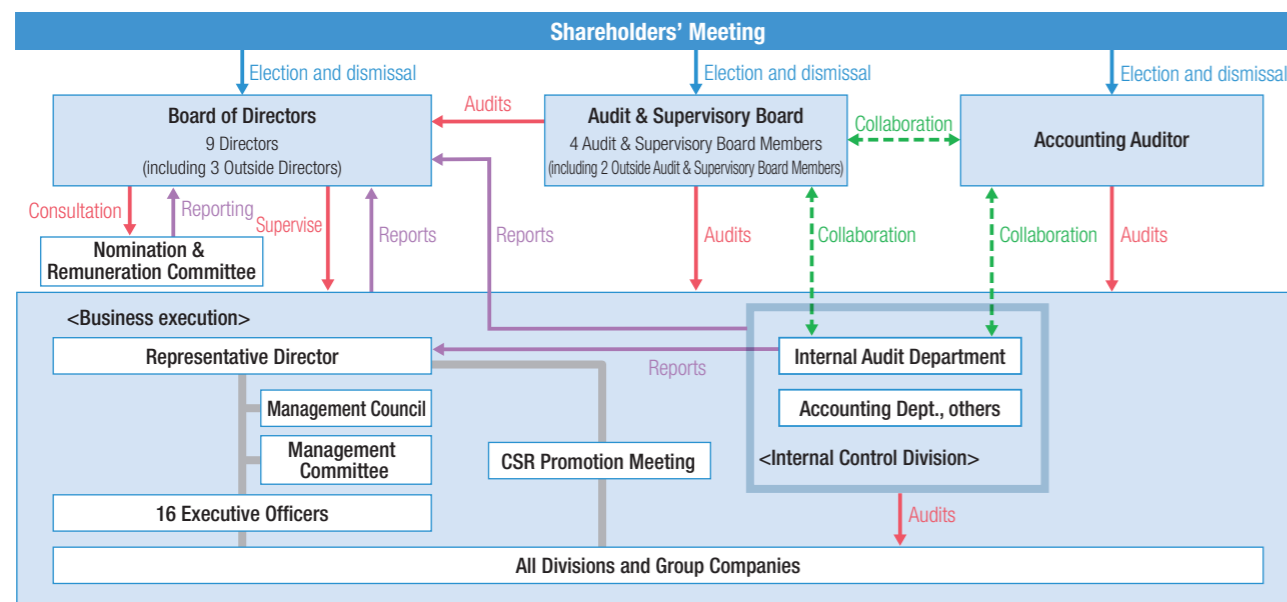 Shareholders' Meeting
Election and dismissal
Election and dismissal
Election and dismissal
Board of Directors
9 Directors
(including 3 Outside Directors)
Audits
Audit & Supervisory Board
4 Audit & Supervisory Board Members
(including 2 Outside Audit & Supervisory Board Members)
Collaboration
Accounting Auditor
Consultation
Reporting
Supervise
Reports
Reports
Audits
Collaboration
Collaboration
Audits
Nomination &
Remuneration Committee
<Business execution>
Representative Director
Reports
Internal Audit Department
Management Council
Accounting Dept., others
Management
Committee
CSR Promotion Meeting
<Internal Control Division>
16 Executive Officers
Audits
All Divisions and Group Companies